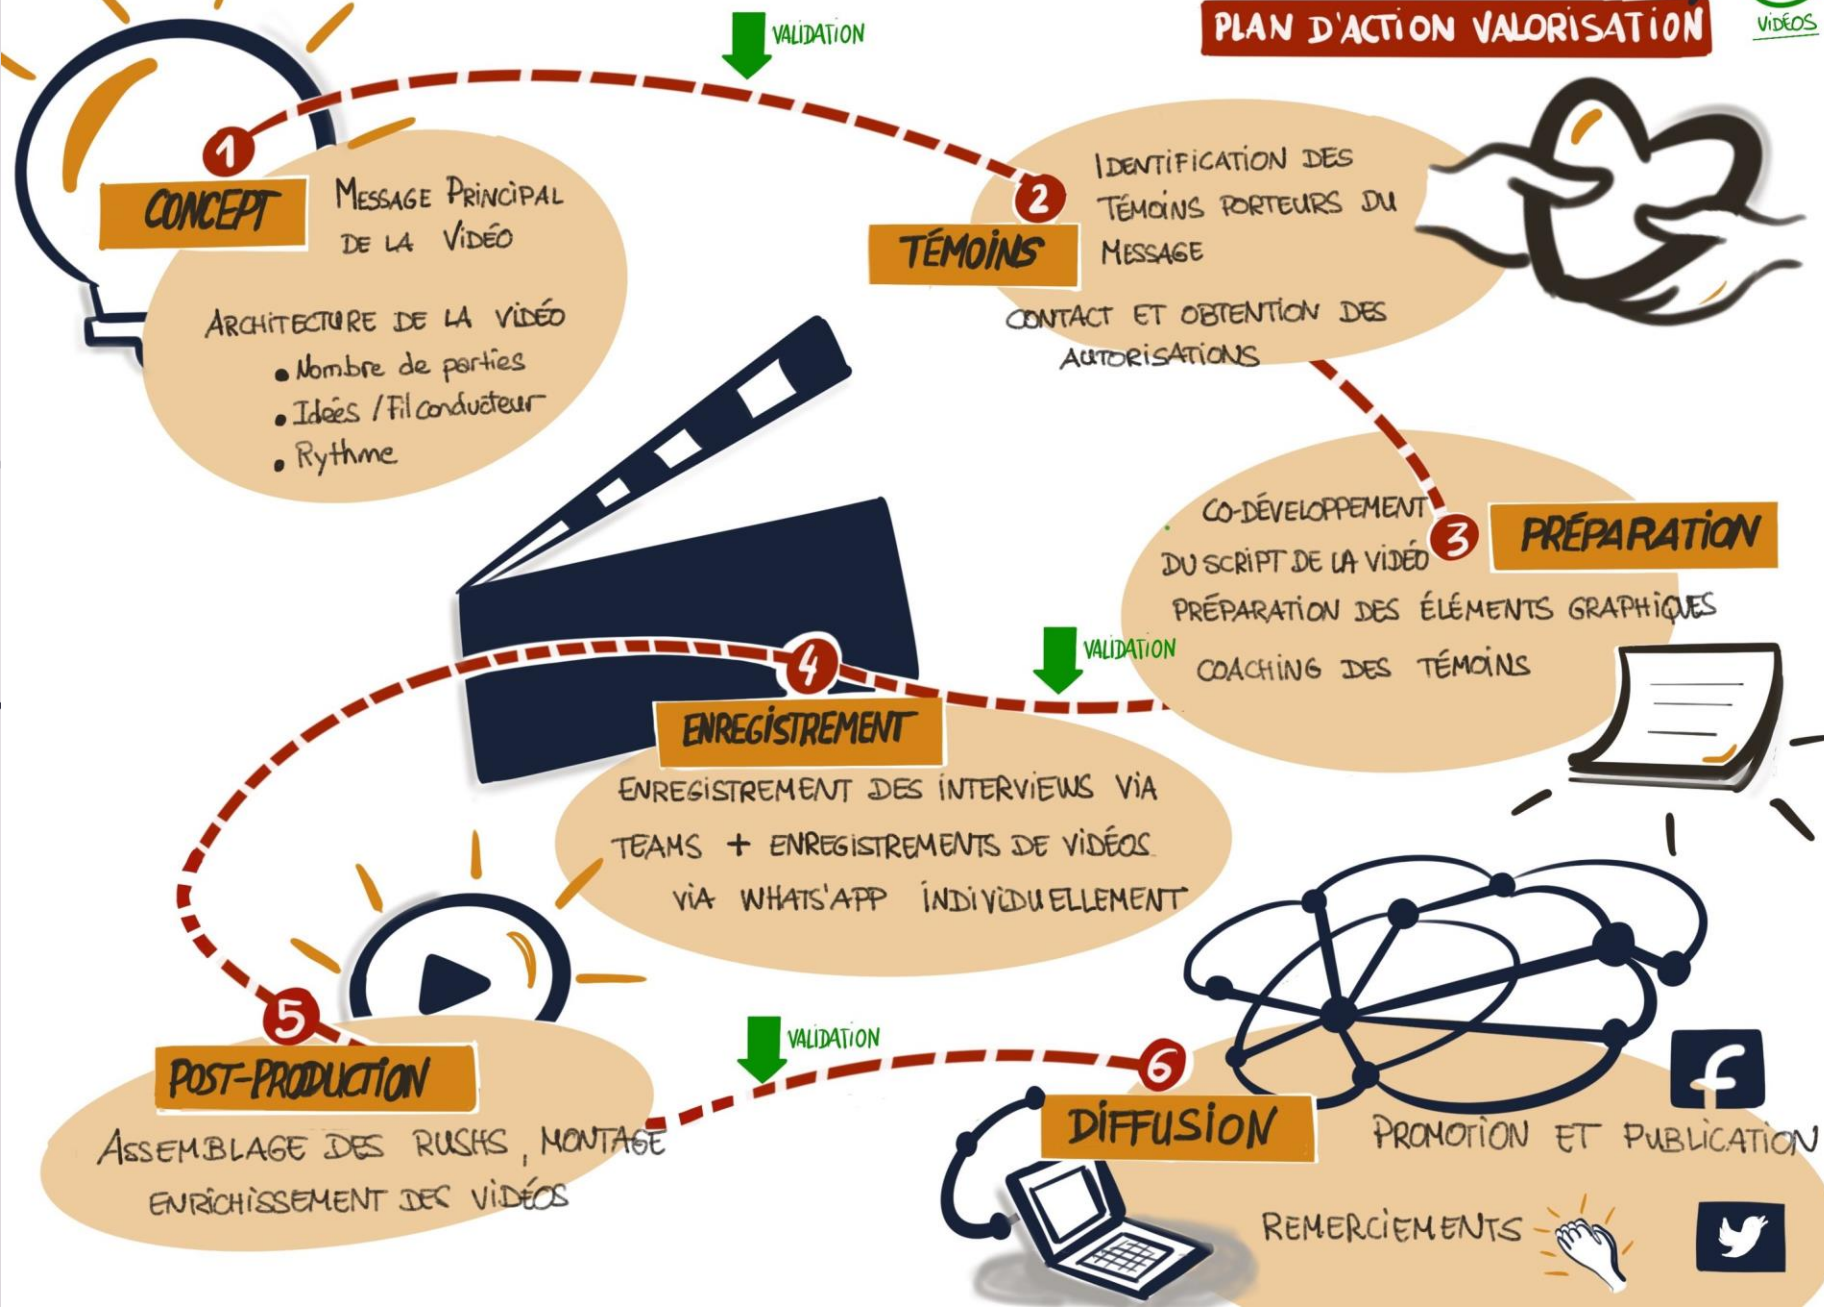 PLAN D'ACTION VALORISATION
VIDÉOS
VALIDATION
1
CONCEPT
MESSAGE PRINCIPAL
DE LA VIDÉO
ARCHITECTURE DE LA VIDÉO
• Nombre de parties
• Idées / Fil conducteur
• Rythme
2
TÉMOINS
IDENTIFICATION DES
TÉMOINS PORTEURS DU
MESSAGE
CONTACT ET OBTENTION DES
AUTORISATIONS
3
PRÉPARATION
CO-DÉVELOPPEMENT
DU SCRIPT DE LA VIDÉO
PRÉPARATION DES ÉLÉMENTS GRAPHIQUES
COACHING DES TÉMOINS
VALIDATION
4
ENREGISTREMENT
ENREGISTREMENT DES INTERVIEWS VIA
TEAMS + ENREGISTREMENTS DE VIDÉOS
VIA WHATS'APP INDIVIDUELLEMENT
5
POST-PRODUCTION
ASSEMBLAGE DES RUSHS, MONTAGE
ENRICHISSEMENT DES VIDÉOS
VALIDATION
6
DIFFUSION
PROMOTION ET PUBLICATION
REMERCIEMENTS